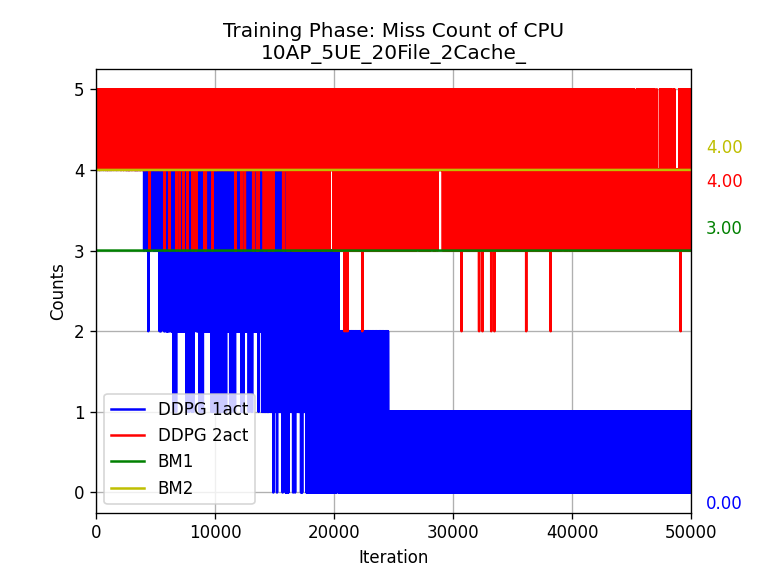 Training Phase: Miss Count of CPU
10AP_5UE_20File_2Cache_
5
4
3
2
1
0
Counts
4.00
4.00
3.00
0.00
DDPG 1act
DDPG 2act
BM1
BM2
0
10000
20000
30000
40000
50000
Iteration